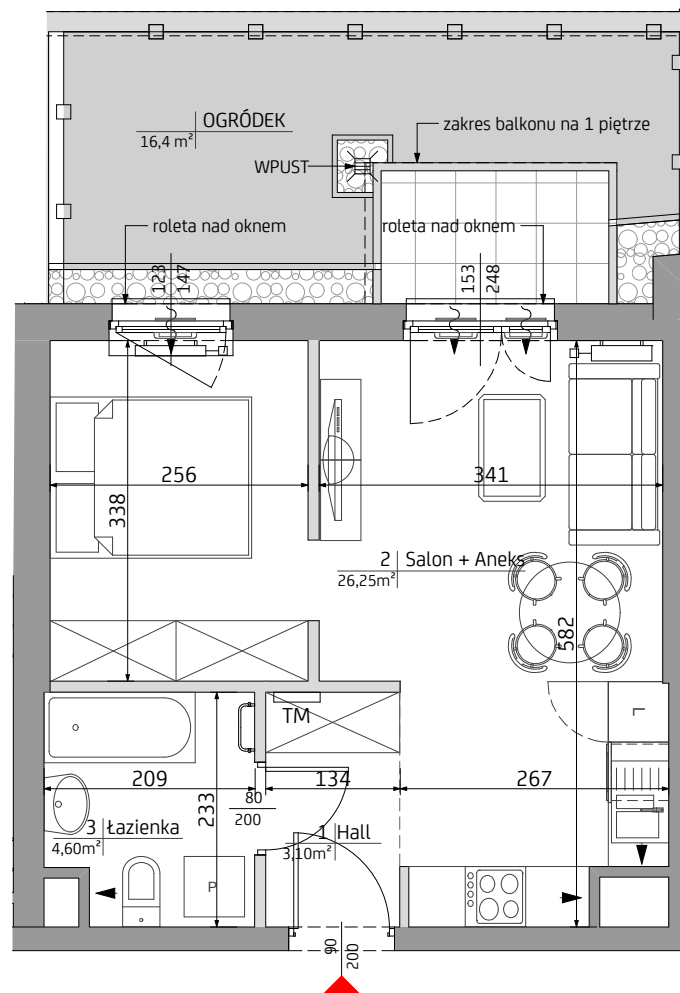 OGRÓDEK
16,4 m²
zakres balkonu na 1 piętrze
WPUST
roleta nad oknem
roleta nad oknem
123
147
153
248
256
341
338
2 Salon + Aneks
26,25m²
582
TM
L
209
134
267
233
80
200
3 Łazienka
4,60m²
1 Hall
3,10m²
P
90
200